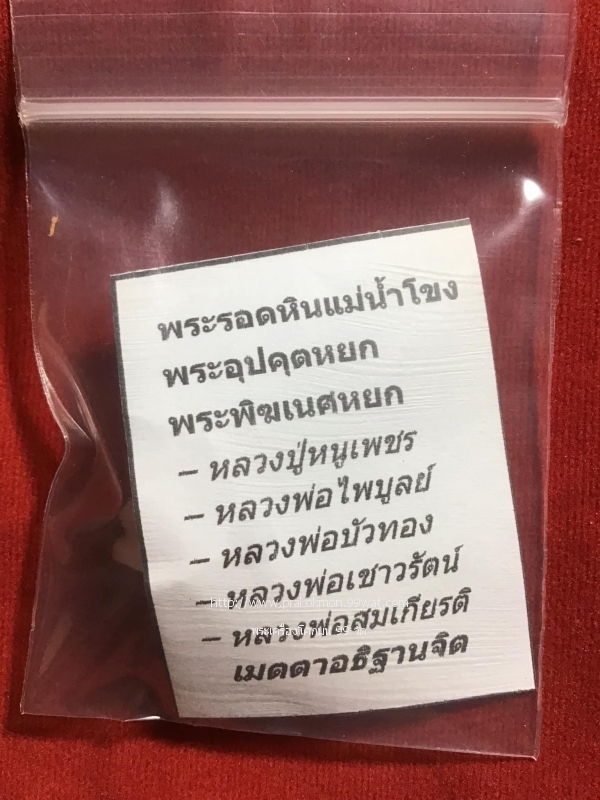 พระรอดหินแม่น้ำโขง
พระอุปคุตหยก
พระพิฆเนศหยก
– หลวงปู่หนูเพชร
– หลวงพ่อไพบูลย์
– หลวงพ่อบัวทอง
– หลวงพ่อเชาวรัตน์
– หลวงพ่อสมเกียรติ
เมตตาอธิฐานจิต